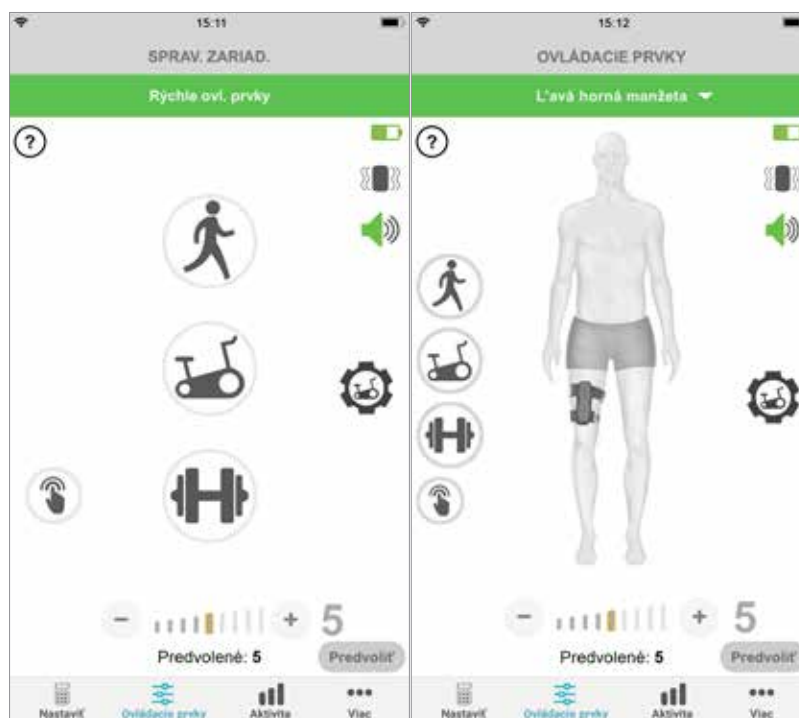 15:11
SPRAV. ZARIAD.
Rýchle ovl. prvky
?
5
Predvolené: 5
Predvoliť
Nastaviť
Ovládacie prvky
Aktivita
Viac
15:12
OVLÁDACIE PRVKY
L'avá horná manžeta
?
5
Predvolené: 5
Predvoliť
Nastaviť
Ovládacie prvky
Aktivita
Viac